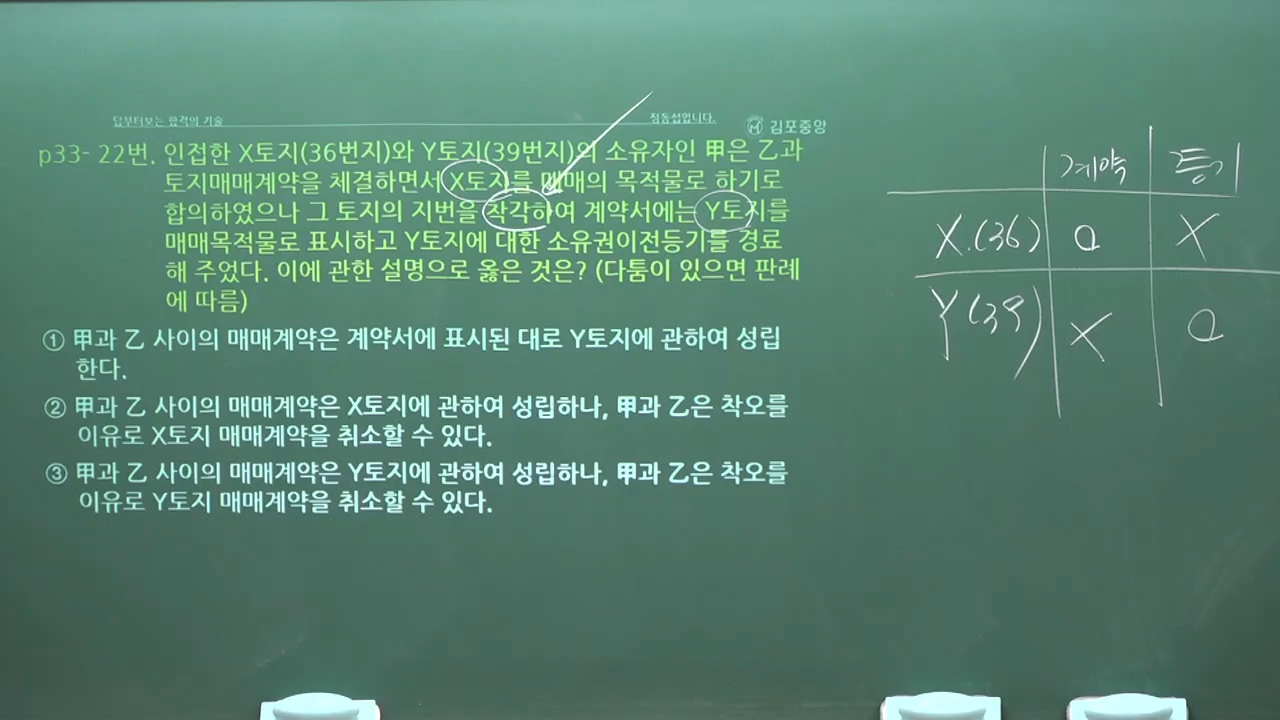 답부터보는 합격의 기술
정동섭입니다.
김포중앙
p33- 22번. 인접한 X토지(36번지)와 Y토지(39번지)의 소유자인 甲은 乙과
토지매매계약을 체결하면서 X토지를 매매의 목적물로 하기로
합의하였으나 그 토지의 지번을 착각하여 계약서에는 Y토지를
매매목적물로 표시하고 Y토지에 대한 소유권이전등기를 경료
해 주었다. 이에 관한 설명으로 옳은 것은? (다툼이 있으면 판례
에 따름)
① 甲과 乙 사이의 매매계약은 계약서에 표시된 대로 Y토지에 관하여 성립
한다.
② 甲과 乙 사이의 매매계약은 X토지에 관하여 성립하나, 甲과 乙은 착오를
이유로 X토지 매매계약을 취소할 수 있다.
③ 甲과 乙 사이의 매매계약은 Y토지에 관하여 성립하나, 甲과 乙은 착오를
이유로 Y토지 매매계약을 취소할 수 있다.
계약 등기
X.(36) O X
Y(39) X O